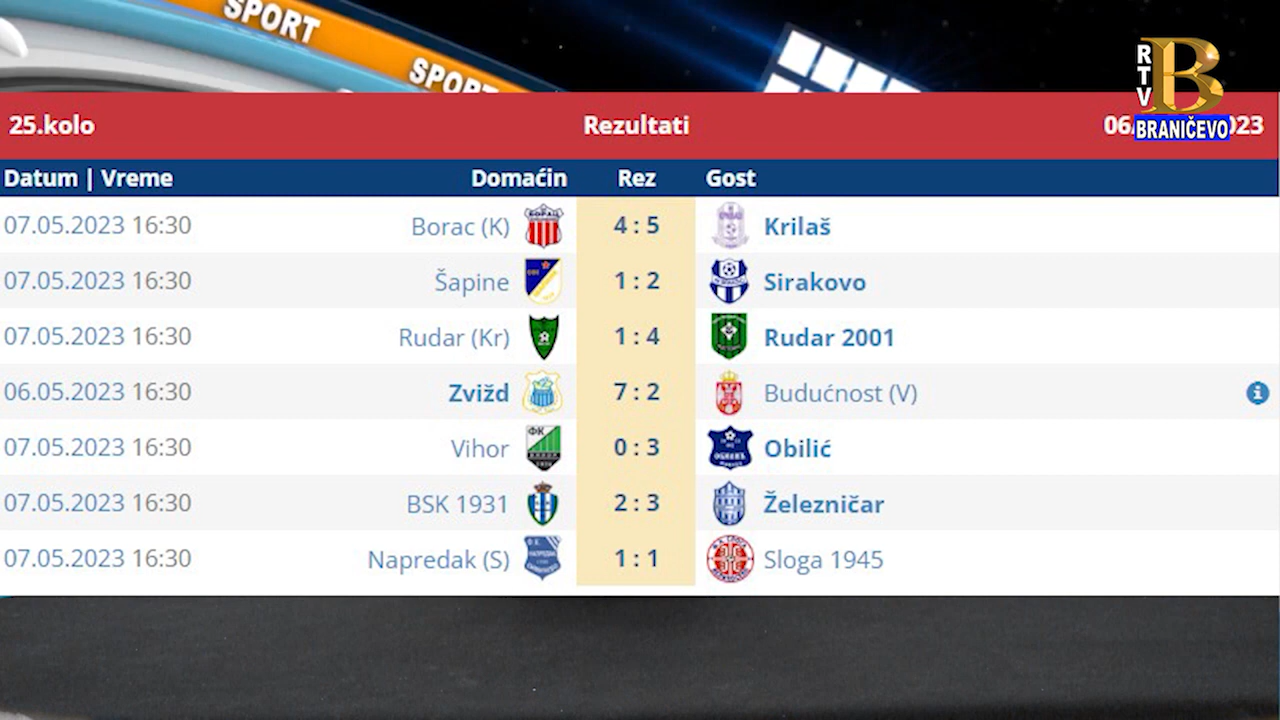 SPORT
SPORT
RTV B
BRANIČEVO
25.kolo Rezultati
Datum | Vreme Domaćin Rez Gost
07.05.2023 16:30 Borac (K) 4 : 5 Krilaš
07.05.2023 16:30 Šapine 1 : 2 Sirakovo
07.05.2023 16:30 Rudar (Kr) 1 : 4 Rudar 2001
06.05.2023 16:30 Zvižd 7 : 2 Budućnost (V)
07.05.2023 16:30 Vihor 0 : 3 Obilić
07.05.2023 16:30 BSK 1931 2 : 3 Železničar
07.05.2023 16:30 Napredak (S) 1 : 1 Sloga 1945